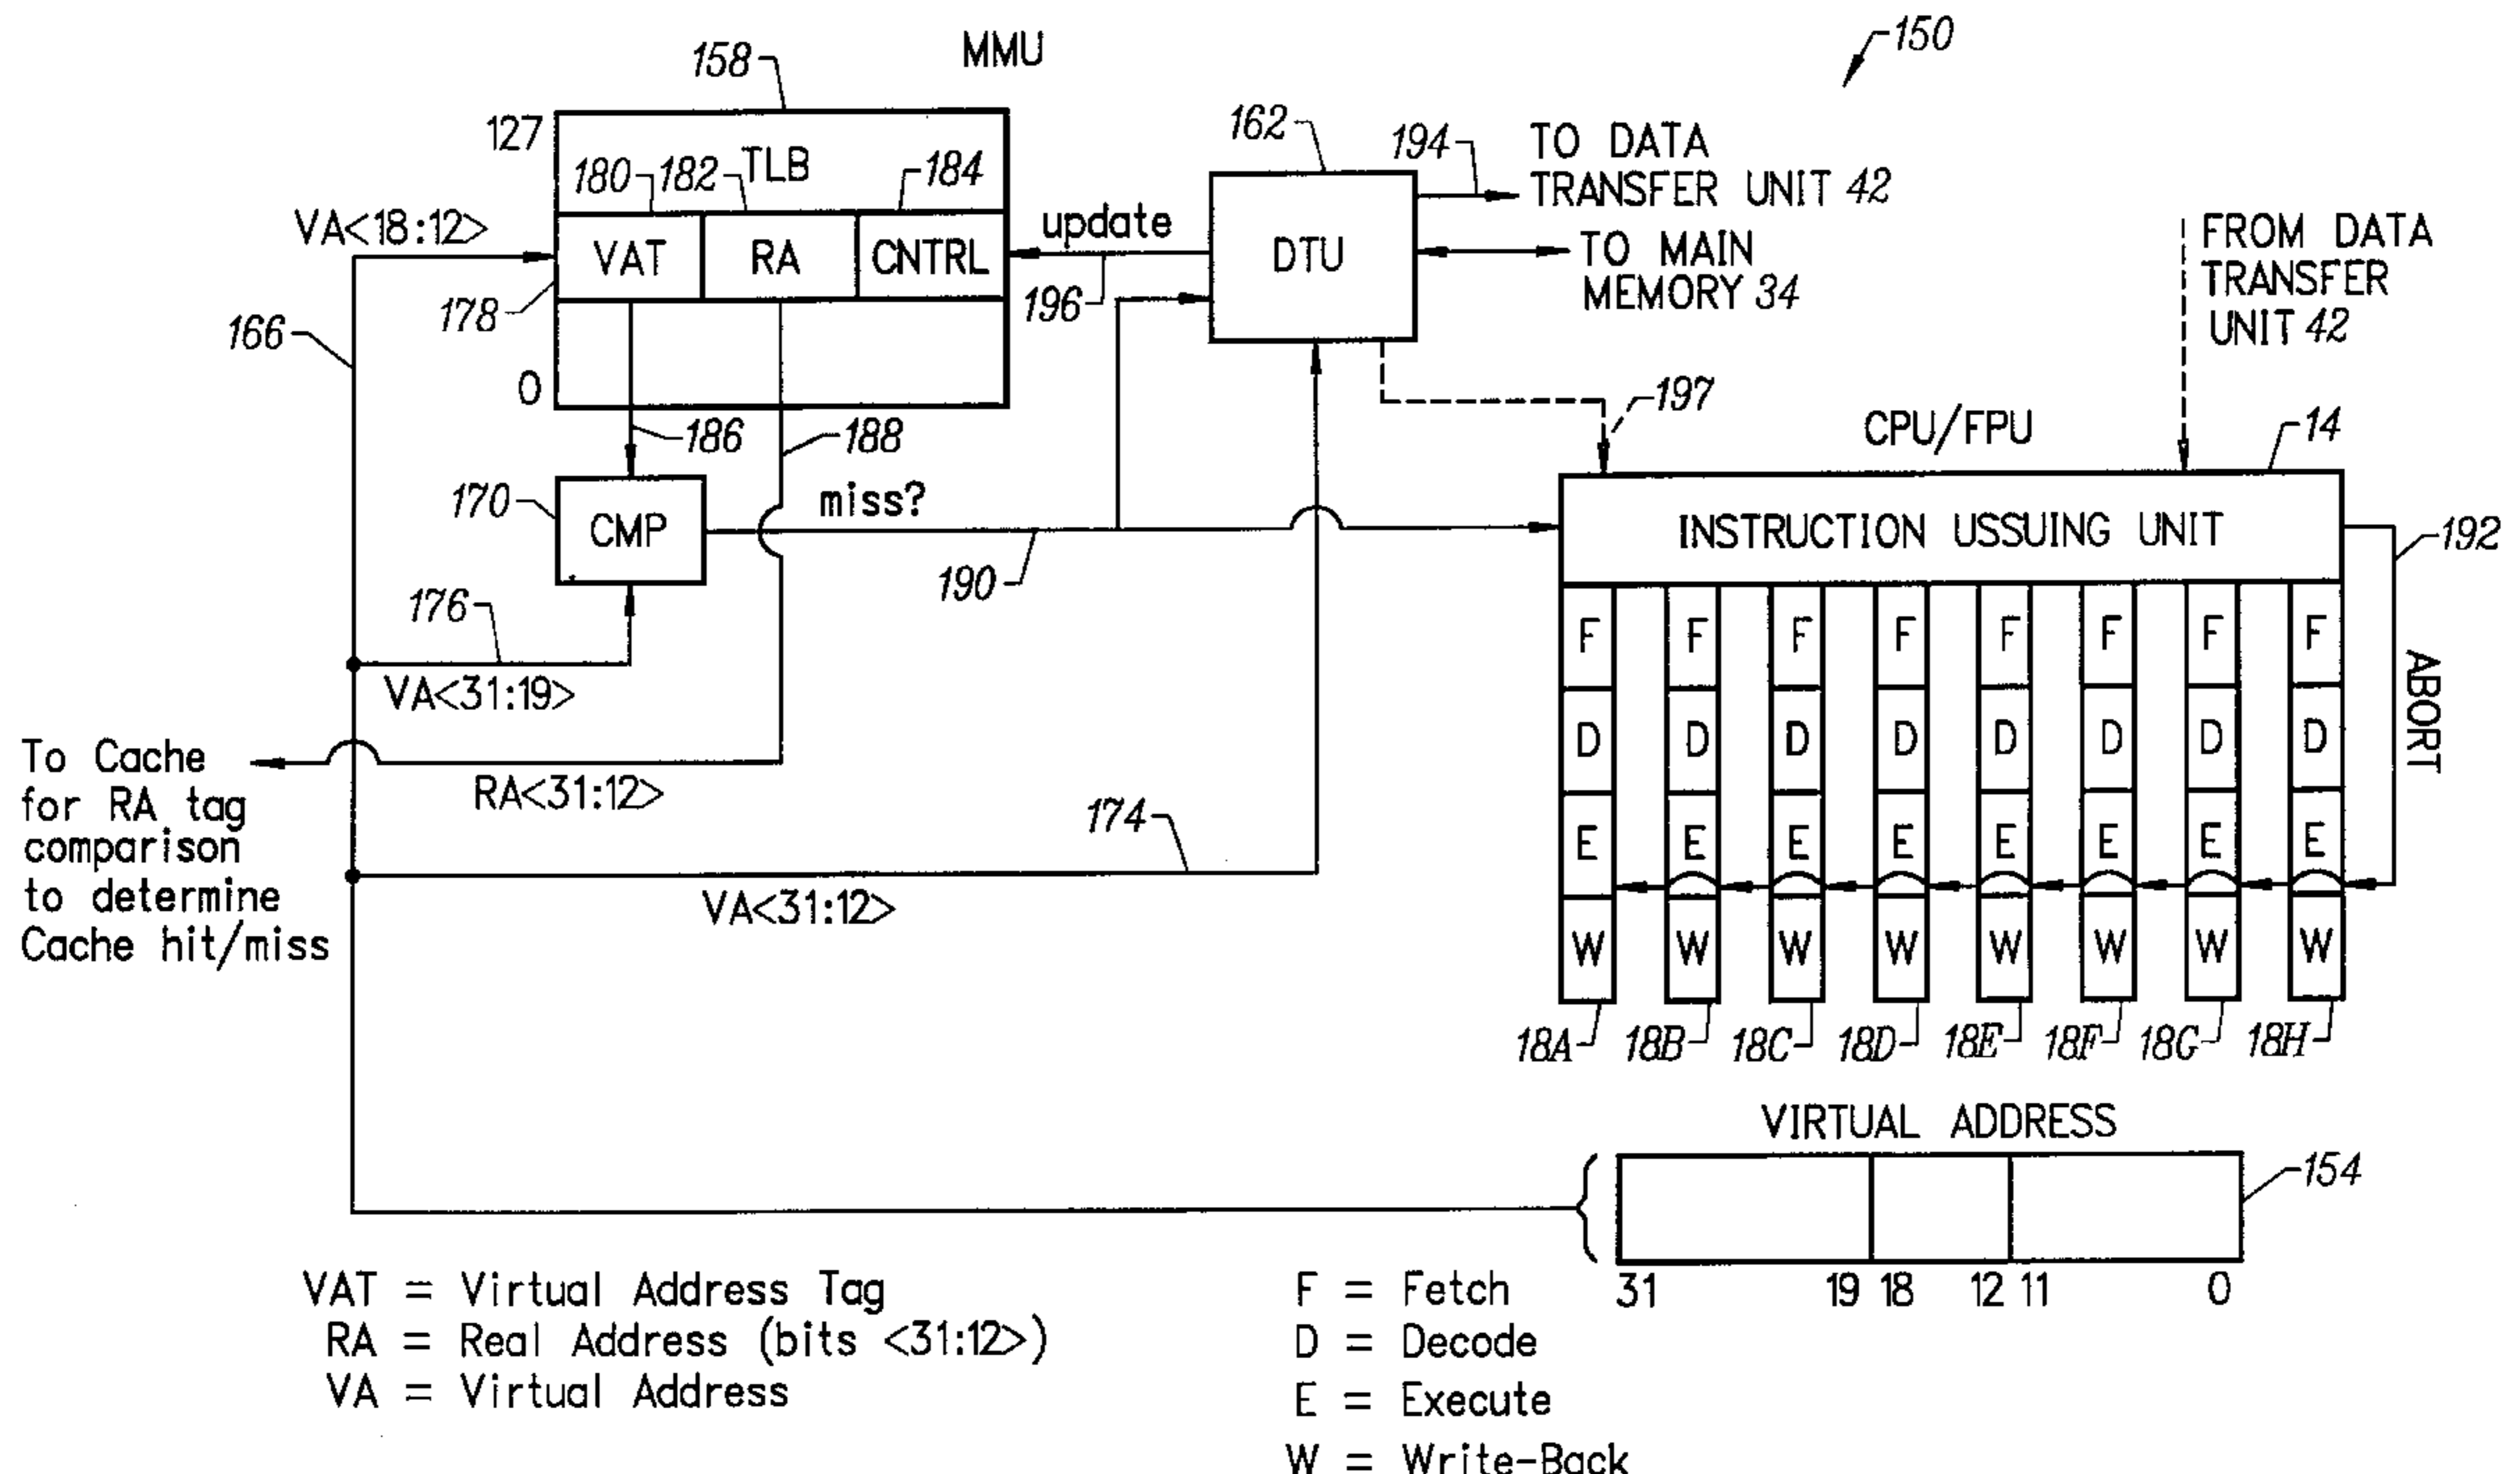 MMU
150
158
127
TLB
180
182
184
VA<18:12>
VAT
RA
CNTRL
178
166
0
update
196
162
DTU
194
TO DATA
TRANSFER UNIT 42
TO MAIN
MEMORY 34
FROM DATA
TRANSFER
UNIT 42
197
CPU/FPU
14
186
188
170
CMP
miss?
190
INSTRUCTION USSUING UNIT
192
ABORT
176
VA<31:19>
To Cache
for RA tag
comparison
to determine
Cache hit/miss
RA<31:12>
174
VA<31:12>
F F F F F F F F
D D D D D D D D
E E E E E E E E
W W W W W W W W
18A 18B 18C 18D 18E 18F 18G 18H
VIRTUAL ADDRESS
154
31 19 18 12 11 0
VAT = Virtual Address Tag
RA = Real Address (bits <31:12>)
VA = Virtual Address
F = Fetch
D = Decode
E = Execute
W = Write-Back